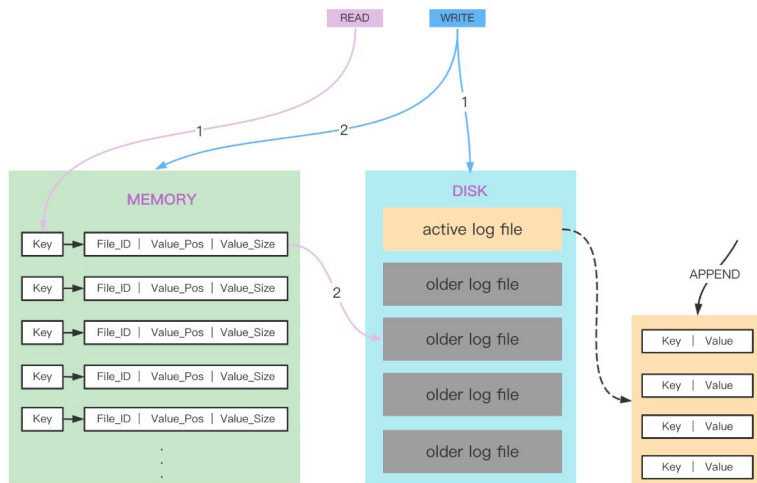 READ
WRITE
1
2
1
MEMORY
Key
File_ID | Value_Pos | Value_Size
Key
File_ID | Value_Pos | Value_Size
Key
File_ID | Value_Pos | Value_Size
Key
File_ID | Value_Pos | Value_Size
Key
File_ID | Value_Pos | Value_Size
2
DISK
active log file
older log file
older log file
older log file
older log file
APPEND
Key | Value
Key | Value
Key | Value
Key | Value